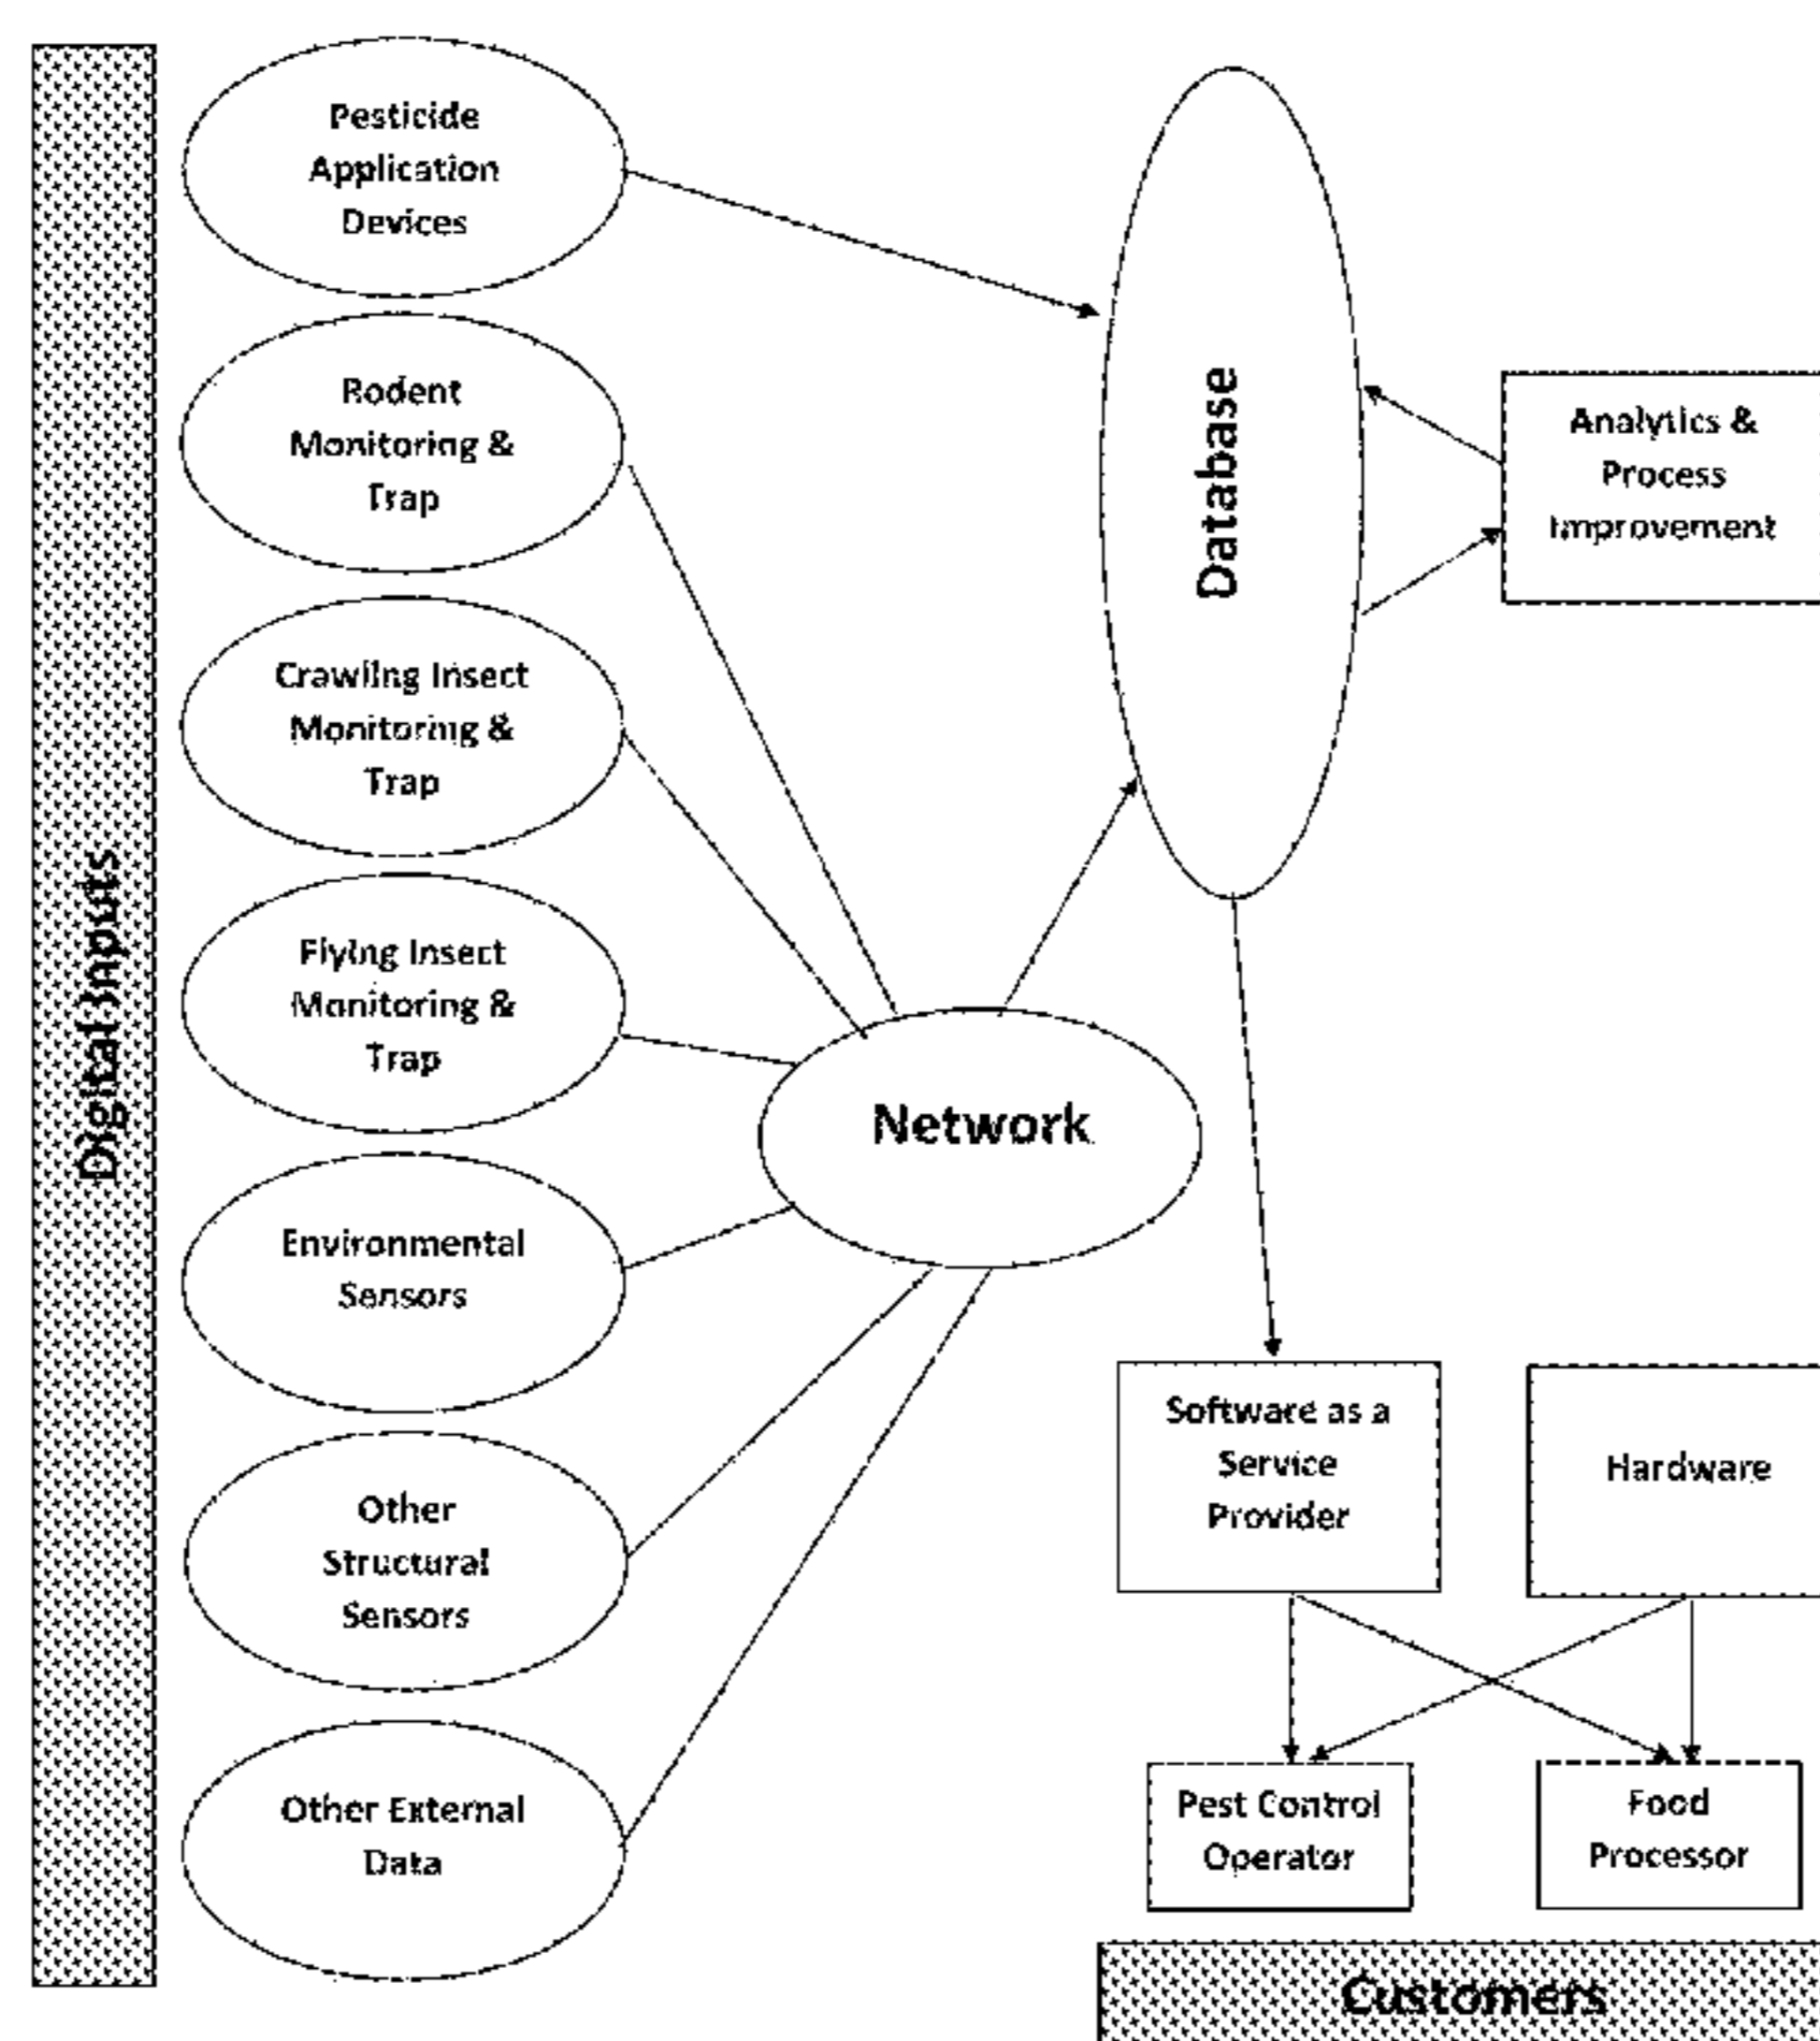 Digital Inputs
Pesticide
Application
Devices
Rodent
Monitoring &
Trap
Crawling Insect
Monitoring &
Trap
Flying Insect
Monitoring &
Trap
Environmental
Sensors
Other
Structural
Sensors
Other External
Data
Network
Database
Analytics &
Process
Improvement
Software as a
Service
Provider
Hardware
Pest Control
Operator
Food
Processor
Customers